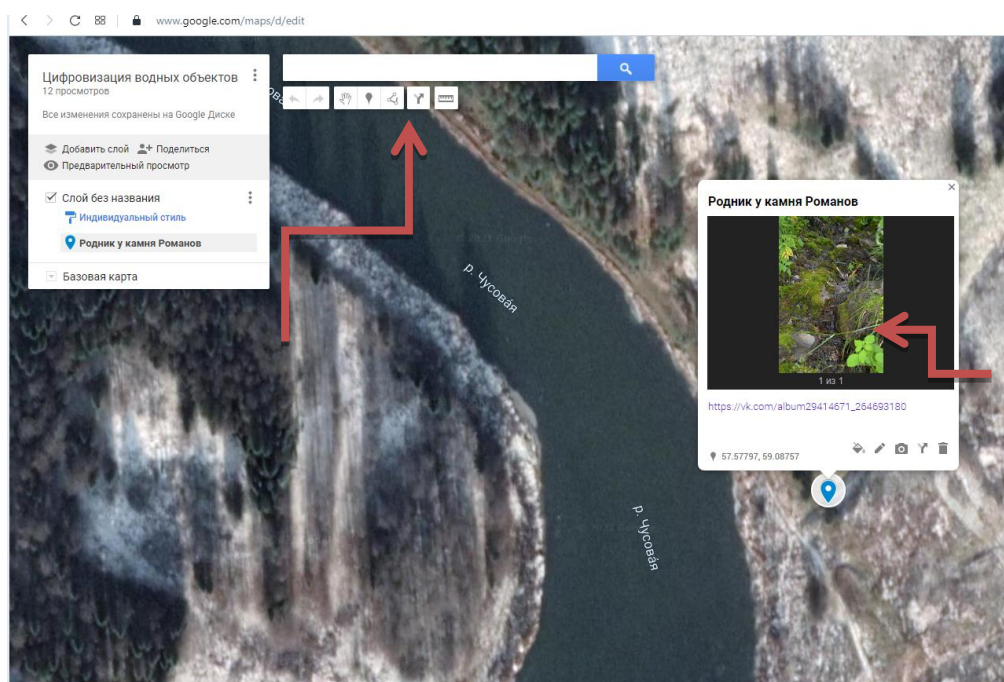 www.google.com/maps/d/edit
Цифровизация водных объектов
12 просмотров
Все изменения сохранены на Google Диске
Добавить слой Поделиться
Предварительный просмотр
Слой без названия
Индивидуальный стиль
Родник у камня Романов
Базовая карта
р. Чусова́я
р. Чусова́я
Родник у камня Романов
1 из 1
https://vk.com/album29414671_264693180
57.57797, 59.08757